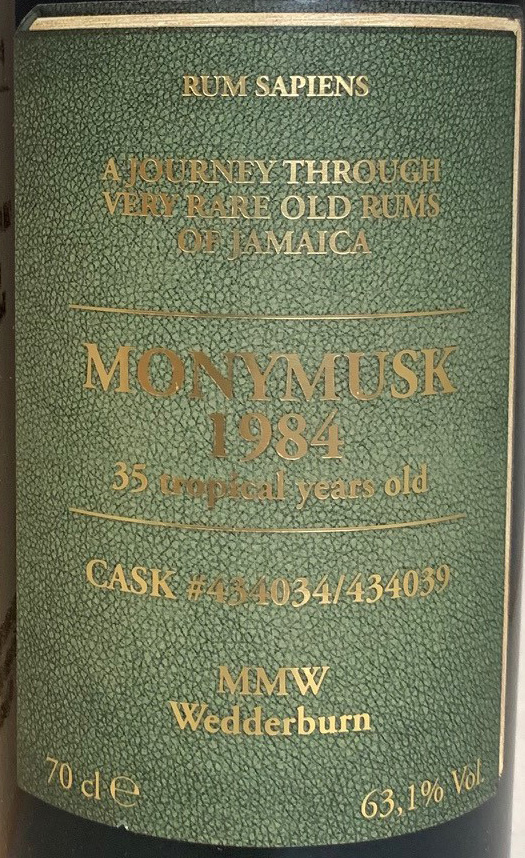 RUM SAPIENS
A JOURNEY THROUGH
VERY RARE OLD RUMS
OF JAMAICA
MONYMUSK
1984
35 tropical years old
CASK #434034/434039
MMW
Wedderburn
70 cl ℮
63,1% Vol.